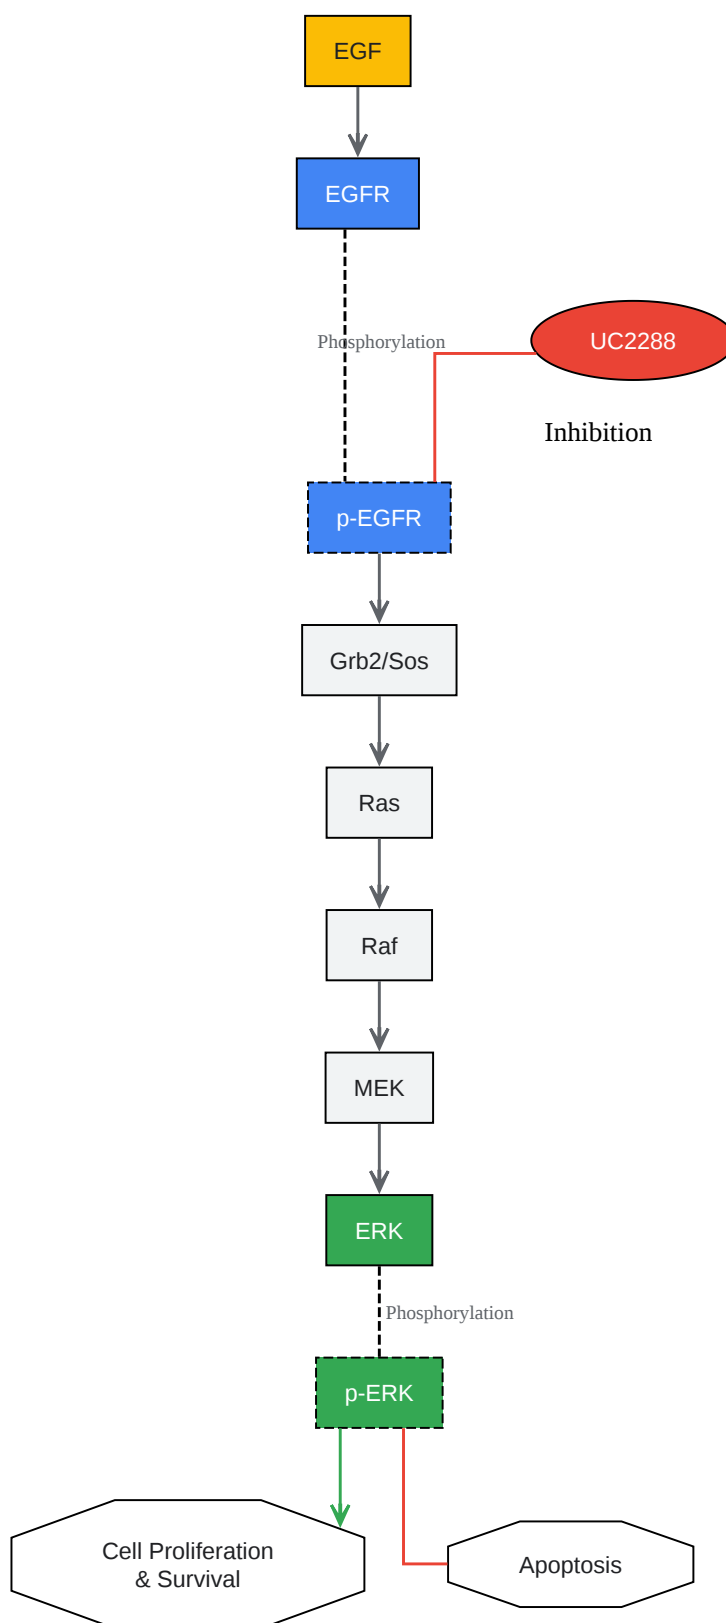 EGF
EGFR
Phosphorylation
UC2288
Inhibition
p-EGFR
Grb2/Sos
Ras
Raf
MEK
ERK
Phosphorylation
p-ERK
Cell Proliferation
& Survival
Apoptosis